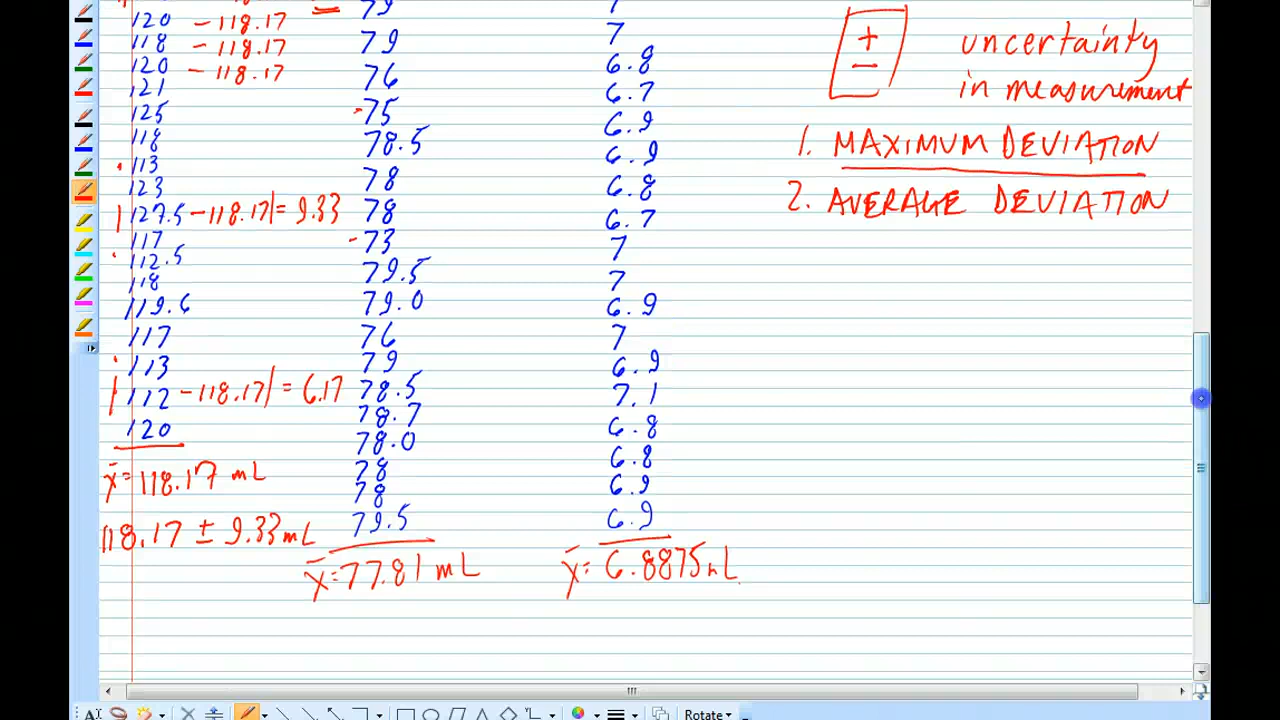 79 7
120 - 118.17
118 - 118.17 79 7
120 - 118.17 76 6.8
121 6.7
125 75 6.9
118 78.5 6.9
113 78 6.8
123
127.5 - 118.17| = 9.33 78 6.7
117 73 7
112.5
118 79.5 7
119.6 79.0 6.9
117 76 7
113 79 6.9
|112 - 118.17| = 6.17 78.5 7.1
78.7
120 78.0 6.8
78 6.8
78 6.9
79.5 6.9
x̄ = 118.17 mL
118.17 ± 9.33 mL
x̄ = 77.81 mL
x̄ = 6.8875 mL
±
uncertainty
in measurement
1. MAXIMUM DEVIATION
2. AVERAGE DEVIATION
Rotate